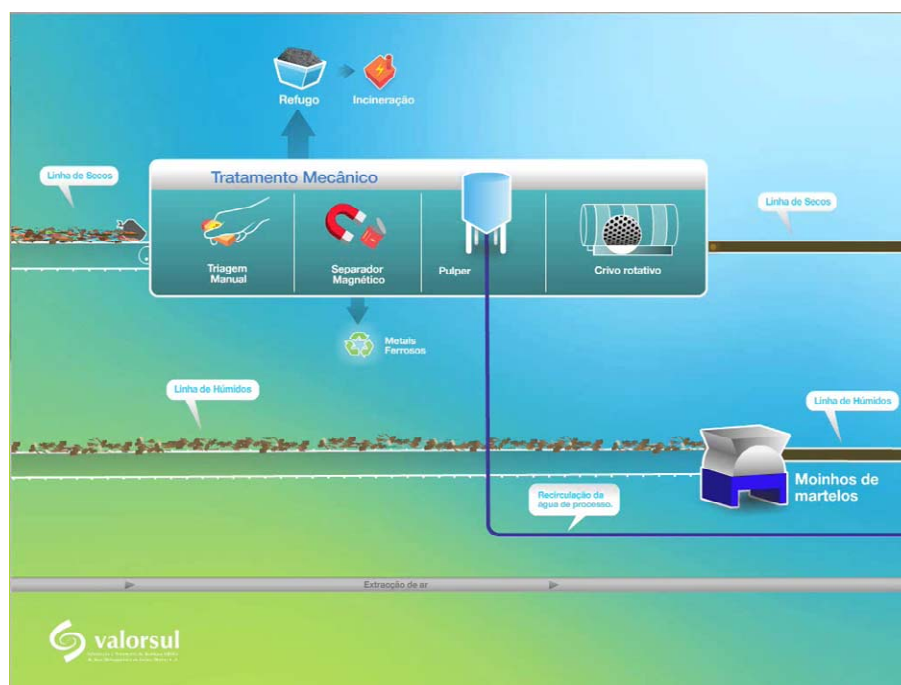 Refugo
Incineração
Linha de Secos
Tratamento Mecânico
Linha de Secos
Triagem
Manual
Separador
Magnético
Pulper
Crivo rotativo
Metais
Ferrosos
Linha de Húmidos
Linha de Húmidos
Moinhos de
martelos
Recirculação da
água de processo.
Extracção de ar
valorsul